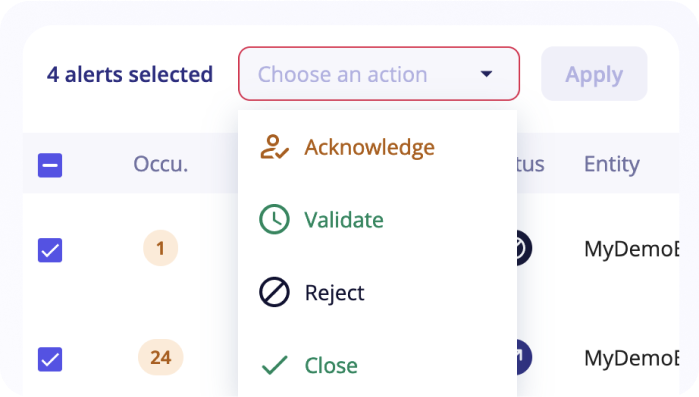 4 alerts selected Choose an action Apply
Occu. tus Entity
Acknowledge
Validate
1 MyDemoE
Reject
24 MyDemoE
Close